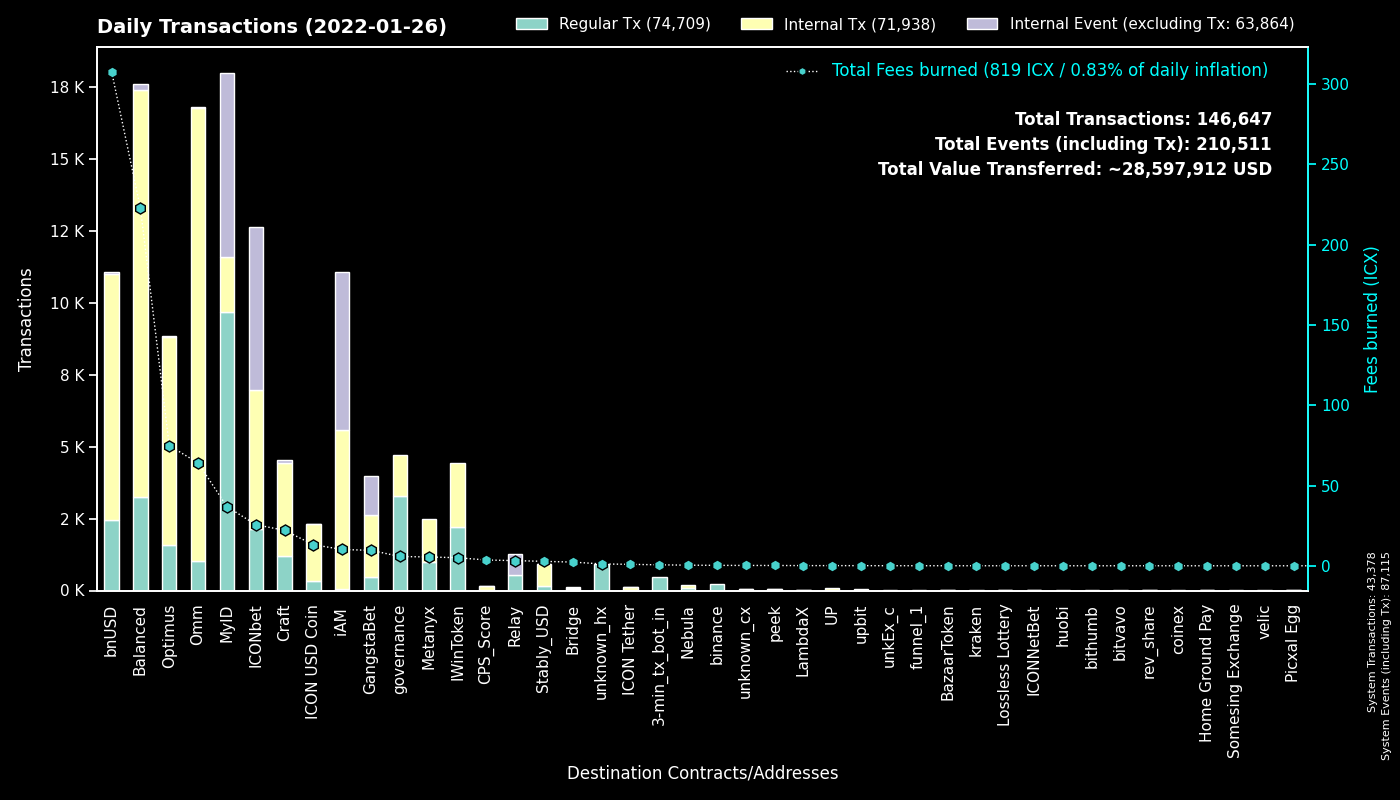 Daily Transactions (2022-01-26)
Regular Tx (74,709)
Internal Tx (71,938)
Internal Event (excluding Tx: 63,864)
Total Fees burned (819 ICX / 0.83% of daily inflation)
Total Transactions: 146,647
Total Events (including Tx): 210,511
Total Value Transferred: ~28,597,912 USD
Transactions
18 K
15 K
12 K
10 K
8 K
5 K
2 K
0 K
300
250
200
150
100
50
0
Fees burned (ICX)
bnUSD
Balanced
Optimus
Omm
MyID
ICONbet
Craft
ICON USD Coin
iAM
GangstaBet
governance
Metanyx
IWinToken
CPS_Score
Relay
Stably_USD
Bridge
unknown_hx
ICON Tether
3-min_tx_bot_in
Nebula
binance
unknown_cx
peek
LambdaX
UP
upbit
unkEx_c
funnel_1
BazaarToken
kraken
Lossless Lottery
ICONNetBet
huobi
bithumb
bitvavo
rev_share
coinex
Home Ground Pay
Somesing Exchange
velic
Picxal Egg
Destination Contracts/Addresses
System Transactions: 43,378
System Events (including Tx): 87,115